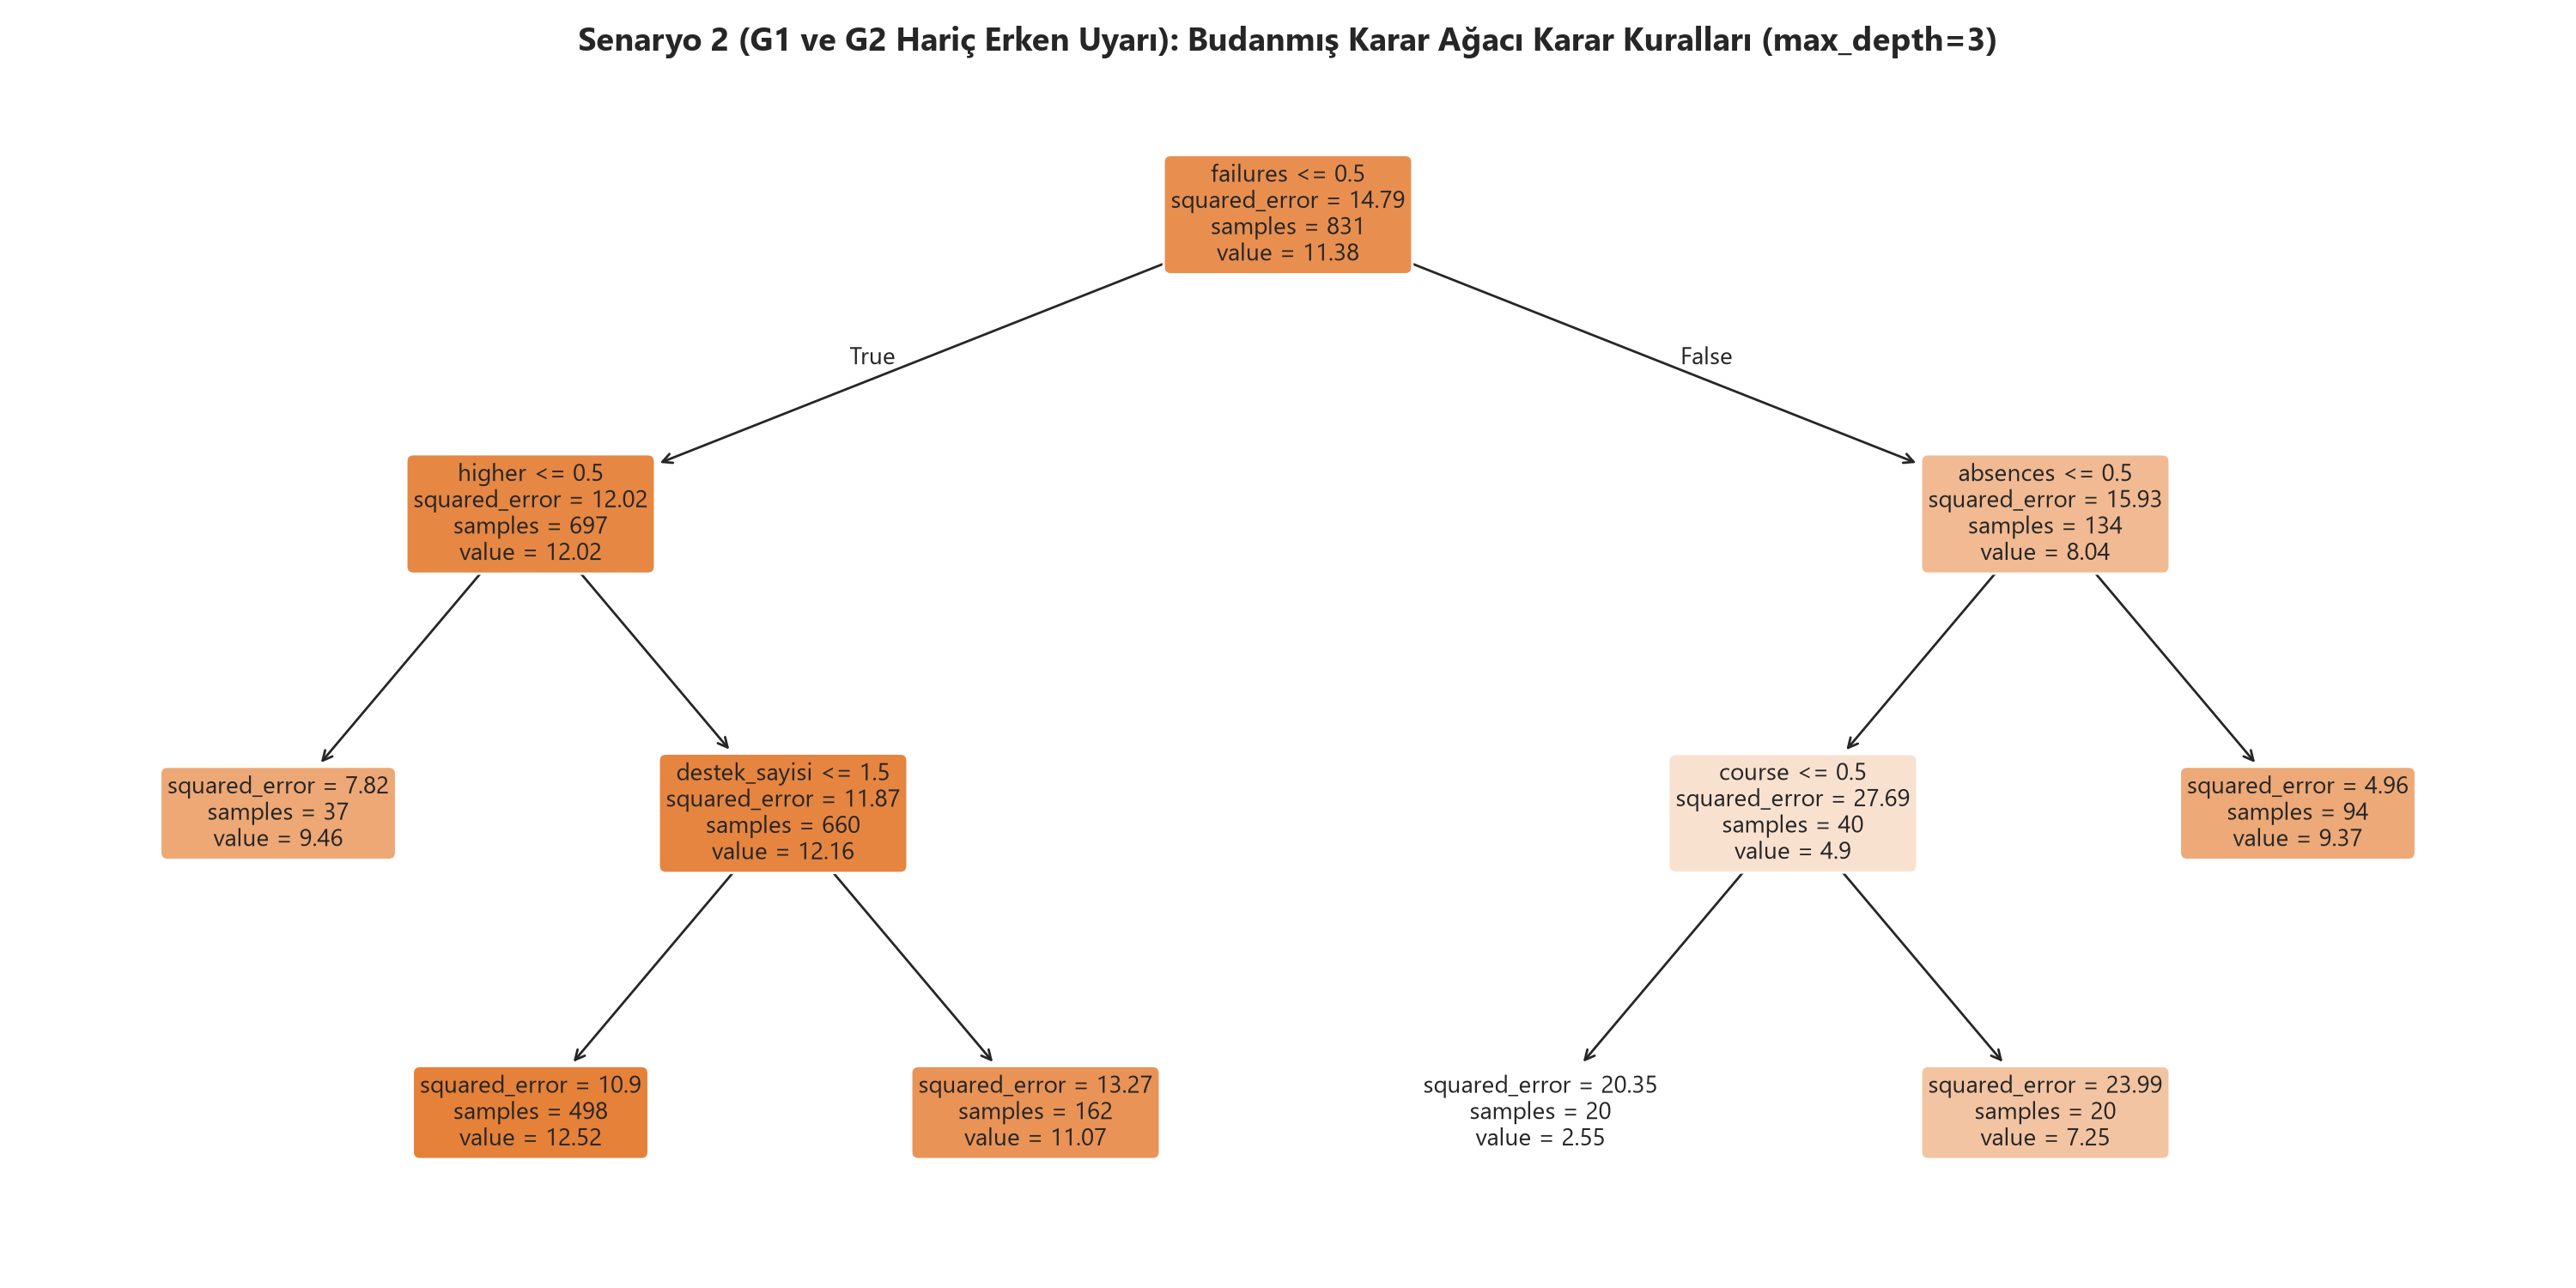 Senaryo 2 (G1 ve G2 Hariç Erken Uyarı): Budanmış Karar Ağacı Karar Kuralları (max_depth=3)
failures <= 0.5
squared_error = 14.79
samples = 831
value = 11.38
True
False
higher <= 0.5
squared_error = 12.02
samples = 697
value = 12.02
absences <= 0.5
squared_error = 15.93
samples = 134
value = 8.04
squared_error = 7.82
samples = 37
value = 9.46
destek_sayisi <= 1.5
squared_error = 11.87
samples = 660
value = 12.16
course <= 0.5
squared_error = 27.69
samples = 40
value = 4.9
squared_error = 4.96
samples = 94
value = 9.37
squared_error = 10.9
samples = 498
value = 12.52
squared_error = 13.27
samples = 162
value = 11.07
squared_error = 20.35
samples = 20
value = 2.55
squared_error = 23.99
samples = 20
value = 7.25